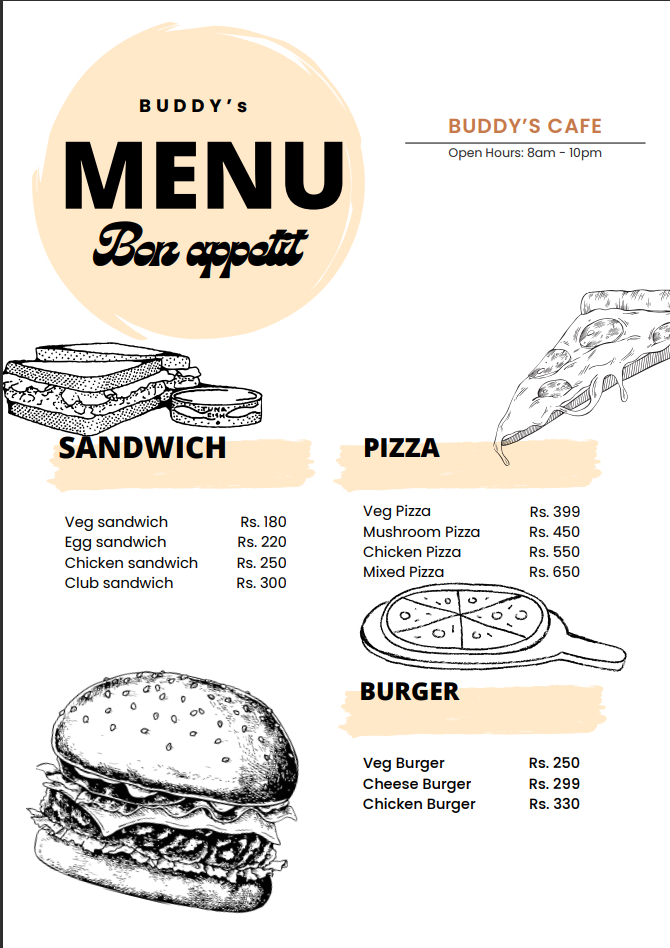 BUDDY’s
MENU
Bon appetit
BUDDY’S CAFE
Open Hours: 8am - 10pm
TUNA
FISH
SANDWICH
Veg sandwich Rs. 180
Egg sandwich Rs. 220
Chicken sandwich Rs. 250
Club sandwich Rs. 300
PIZZA
Veg Pizza Rs. 399
Mushroom Pizza Rs. 450
Chicken Pizza Rs. 550
Mixed Pizza Rs. 650
BURGER
Veg Burger Rs. 250
Cheese Burger Rs. 299
Chicken Burger Rs. 330